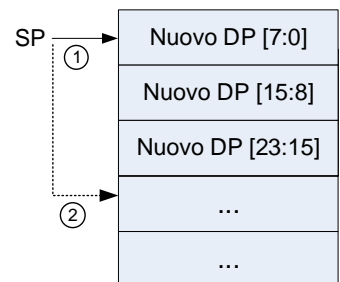 SP
1
Nuovo DP [7:0]
Nuovo DP [15:8]
Nuovo DP [23:15]
2
...
...